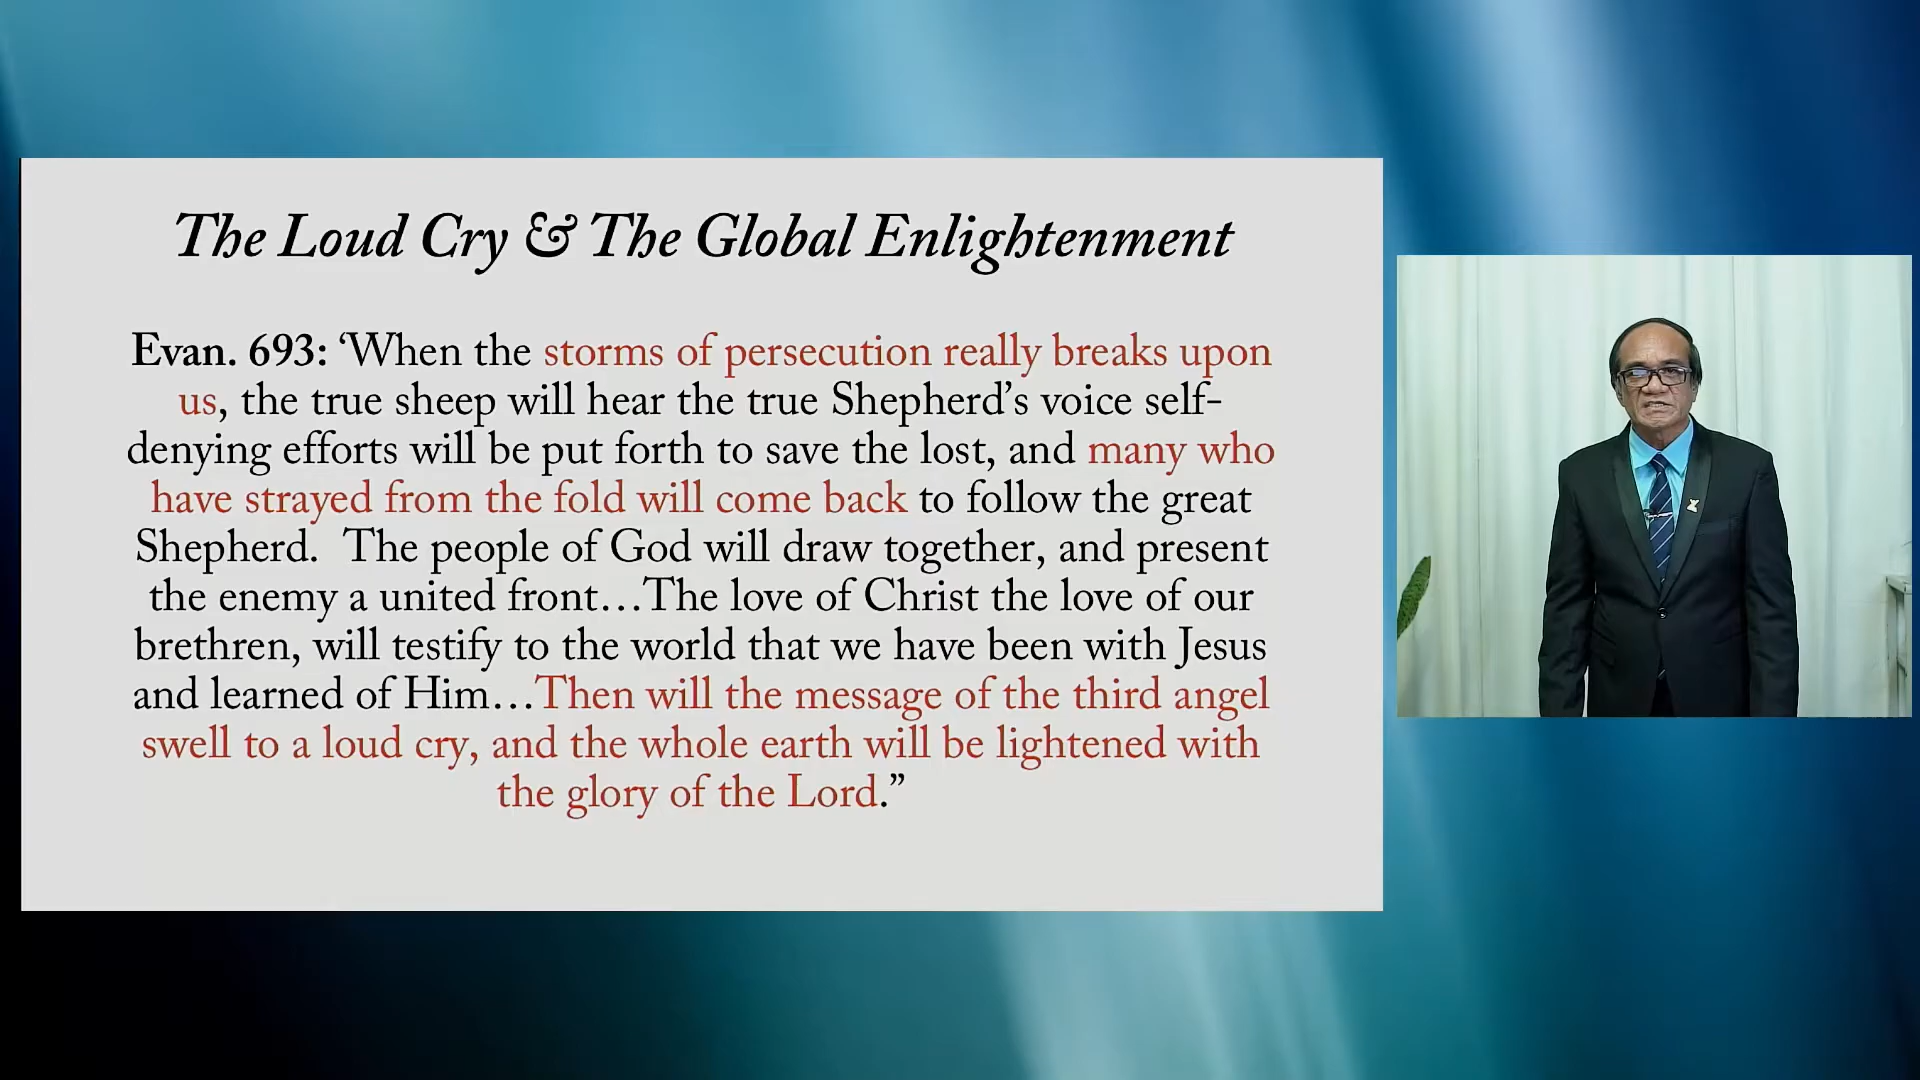 The Loud Cry & The Global Enlightenment
Evan. 693: ‘When the storms of persecution really breaks upon
us, the true sheep will hear the true Shepherd’s voice self-
denying efforts will be put forth to save the lost, and many who
have strayed from the fold will come back to follow the great
Shepherd.  The people of God will draw together, and present
the enemy a united front…The love of Christ the love of our
brethren, will testify to the world that we have been with Jesus
and learned of Him…Then will the message of the third angel
swell to a loud cry, and the whole earth will be lightened with
the glory of the Lord.”